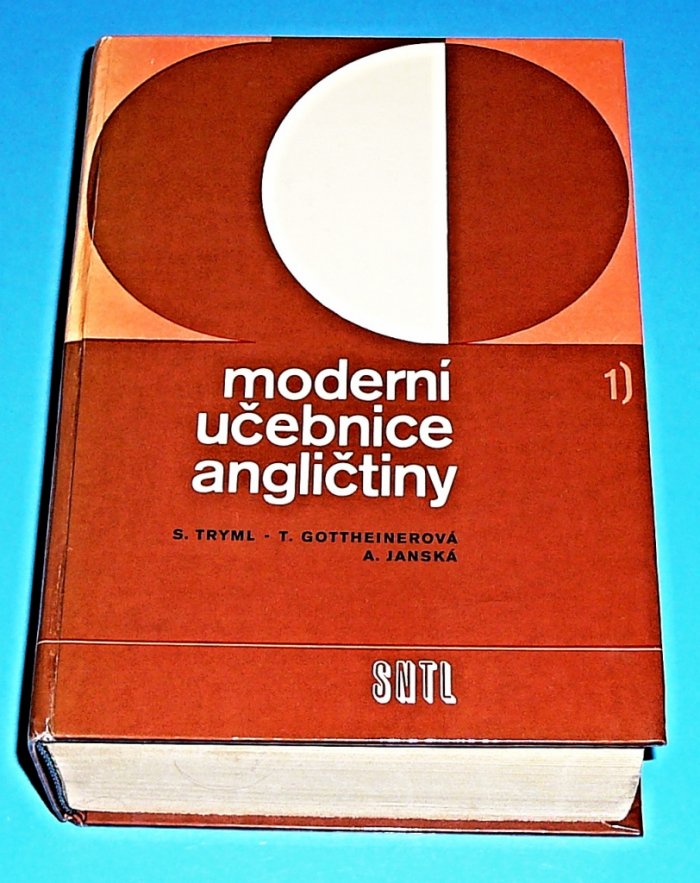 moderní
učebnice
angličtiny
1)
S. TRYML - T. GOTTHEINEROVÁ
A. JANSKÁ
SNTL